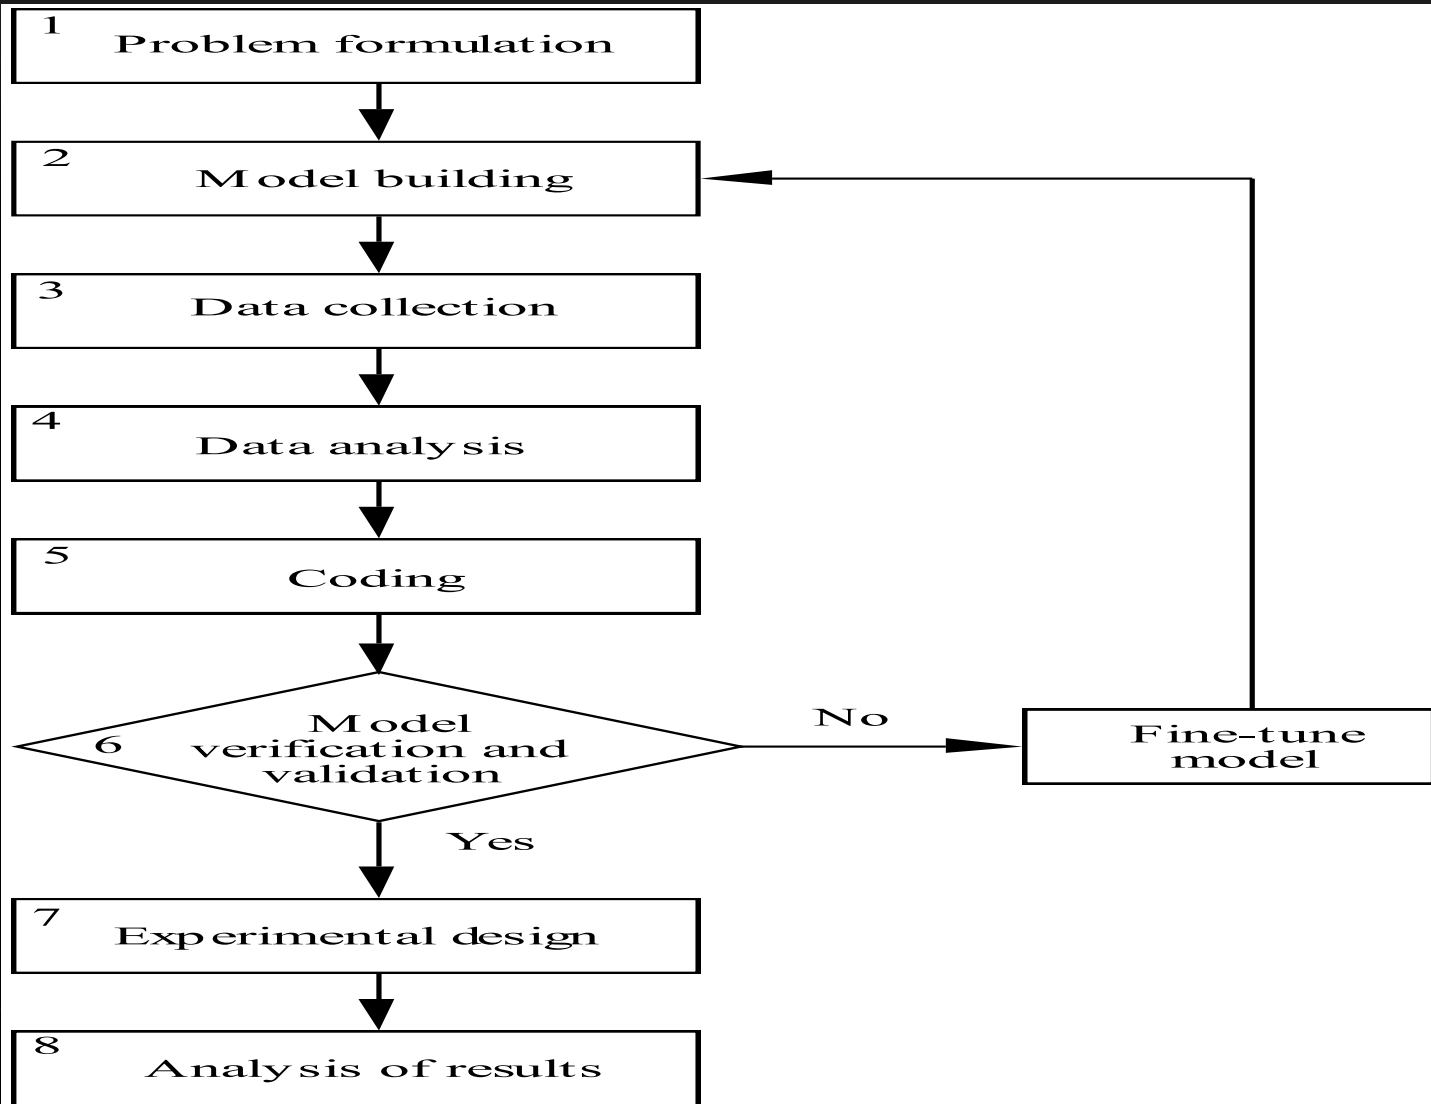 1
Problem formulation
2
Model building
3
Data collection
4
Data analysis
5
Coding
6
Model
verification and
validation
No
Fine-tune
model
Yes
7
Experimental design
8
Analysis of results